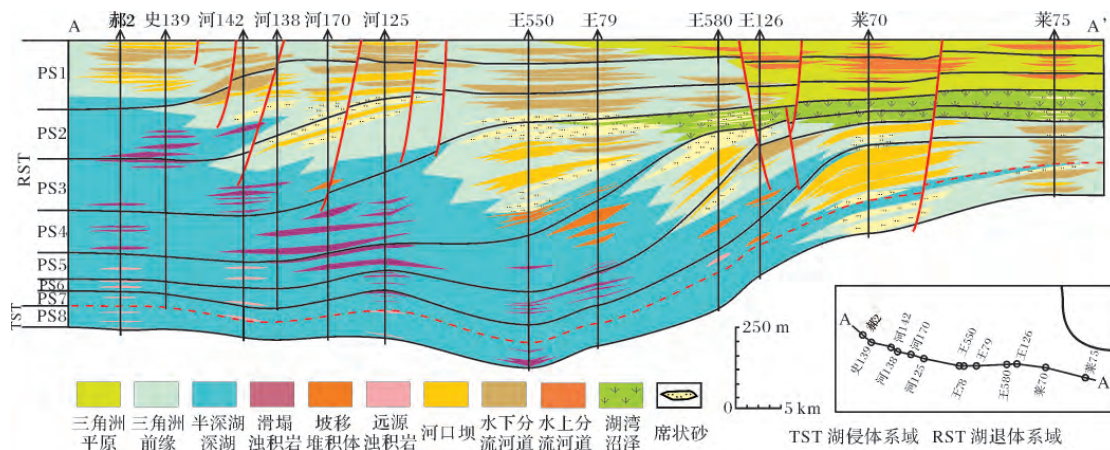 A
郝2
史139
河142
河138
河170
河125
王550
王79
王580
王126
莱70
莱75
A'
PS1
PS2
RST
PS3
PS4
PS5
PS6
PS7
TST
PS8
250 m
0
5 km
A
郝2
史139
河142
河138
河170
河125
王550
王78
王79
王580
王126
莱70
莱75
A'
三角洲
平原
三角洲
前缘
半深湖
深湖
滑塌
浊积岩
坡移
堆积体
远源
浊积岩
河口坝
水下分
流河道
水上分
流河道
湖湾
沼泽
席状砂
TST 湖侵体系域 RST 湖退体系域